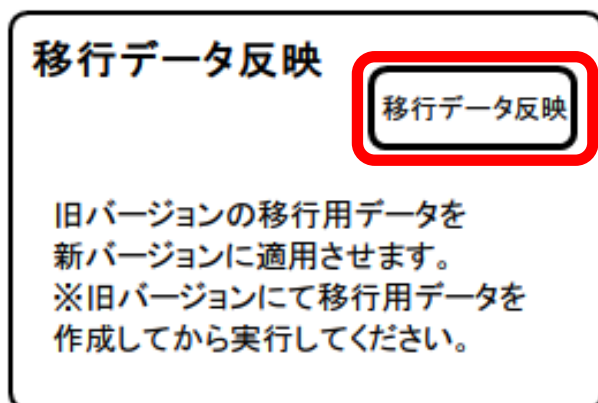 移行データ反映
移行データ反映
旧バージョンの移行用データを
新バージョンに適用させます。
※旧バージョンにて移行用データを
作成してから実行してください。